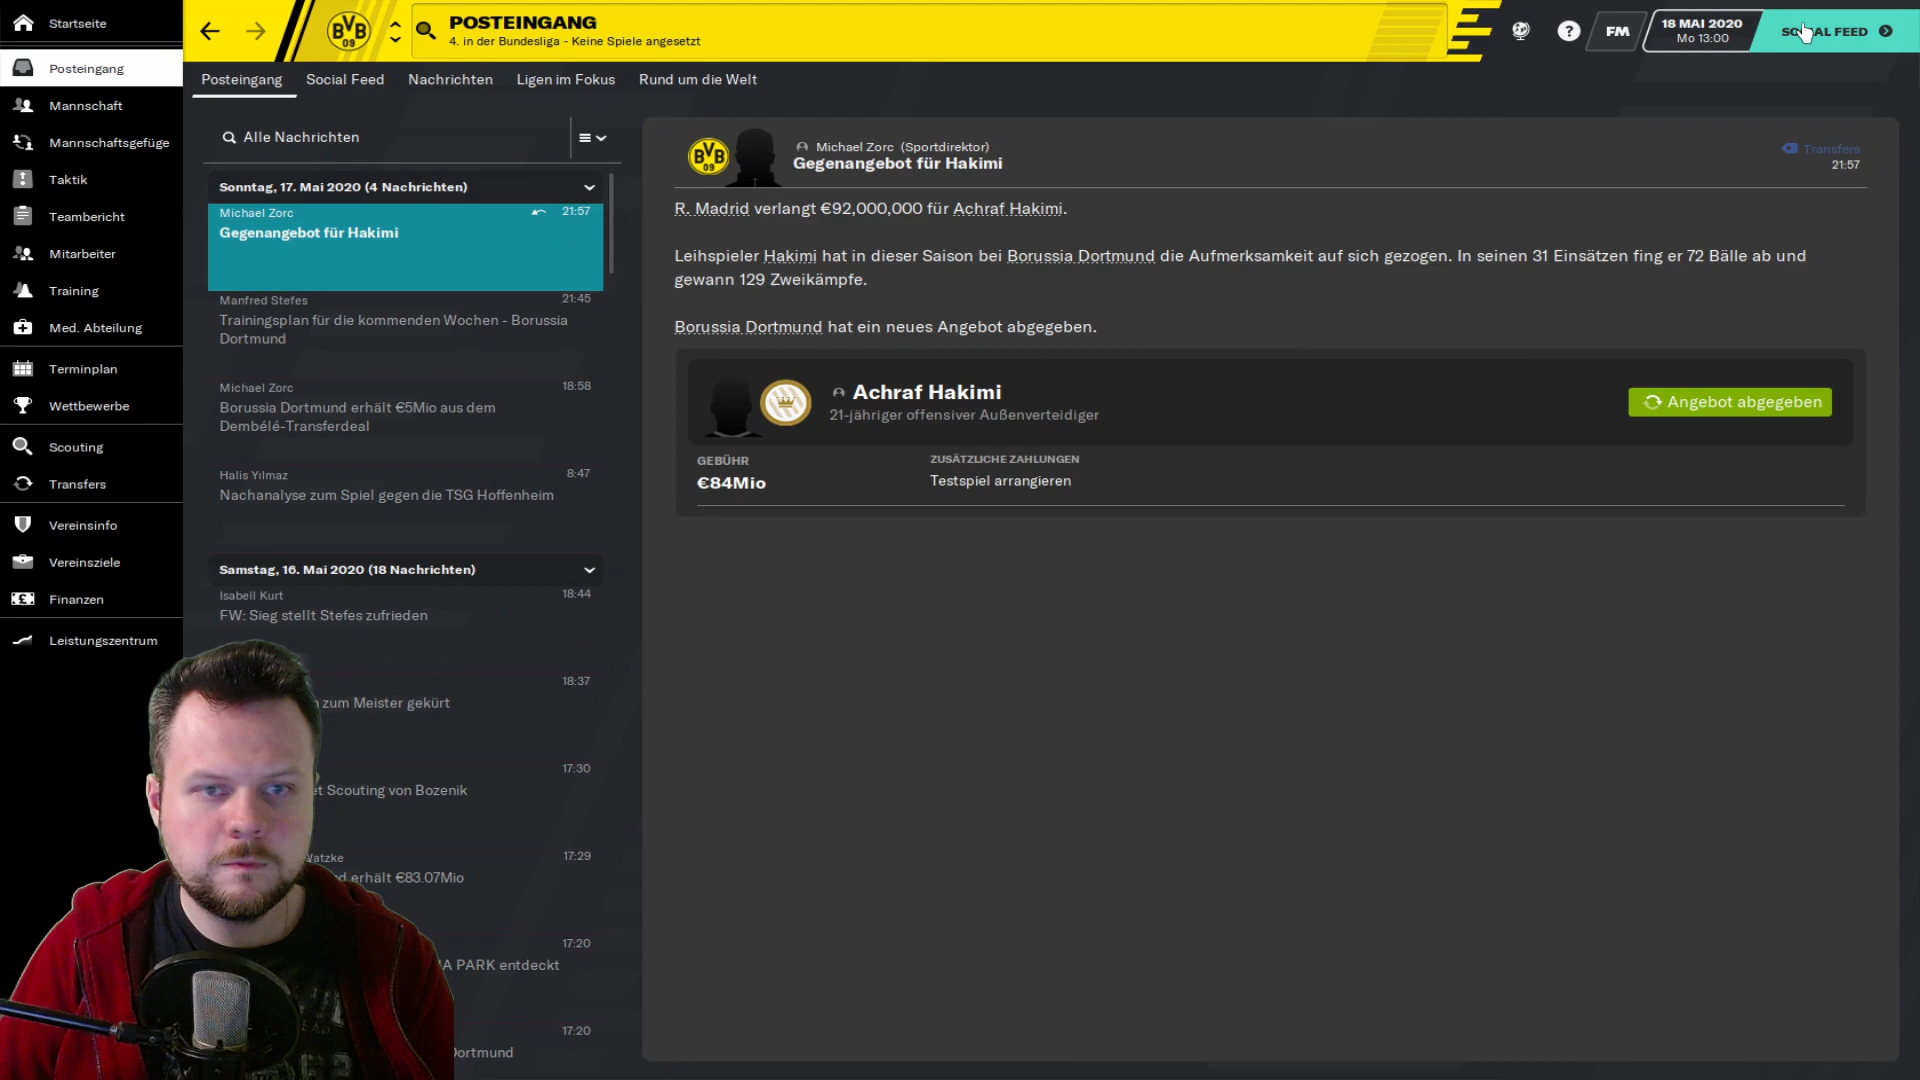 Startseite
Posteingang
Mannschaft
Mannschaftsgefüge
Taktik
Teambericht
Mitarbeiter
Training
Med. Abteilung
Terminplan
Wettbewerbe
Scouting
Transfers
Vereinsinfo
Vereinsziele
Finanzen
Leistungszentrum
BVB 09
POSTEINGANG
4. in der Bundesliga - Keine Spiele angesetzt
?
FM
18 MAI 2020
Mo 13:00
FEED
Posteingang Social Feed Nachrichten Ligen im Fokus Rund um die Welt
Alle Nachrichten
Sonntag, 17. Mai 2020 (4 Nachrichten)
Michael Zorc 21:57
Gegenangebot für Hakimi
Manfred Stefes 21:45
Trainingsplan für die kommenden Wochen - Borussia
Dortmund
Michael Zorc 18:58
Borussia Dortmund erhält €5Mio aus dem
Dembélé-Transferdeal
Halis Yılmaz 8:47
Nachanalyse zum Spiel gegen die TSG Hoffenheim
Samstag, 16. Mai 2020 (18 Nachrichten)
Isabell Kurt 18:44
FW: Sieg stellt Stefes zufrieden
18:37
zum Meister gekürt
17:30
Scouting von Bozenik
Watzke 17:29
erhält €83.07Mio
17:20
PARK entdeckt
17:20
Dortmund
BVB 09
Michael Zorc (Sportdirektor)
Gegenangebot für Hakimi
Transfers
21:57
R. Madrid verlangt €92,000,000 für Achraf Hakimi.
Leihspieler Hakimi hat in dieser Saison bei Borussia Dortmund die Aufmerksamkeit auf sich gezogen. In seinen 31 Einsätzen fing er 72 Bälle ab und
gewann 129 Zweikämpfe.
Borussia Dortmund hat ein neues Angebot abgegeben.
Achraf Hakimi
21-jähriger offensiver Außenverteidiger
Angebot abgegeben
GEBÜHR
€84Mio
ZUSÄTZLICHE ZAHLUNGEN
Testspiel arrangieren